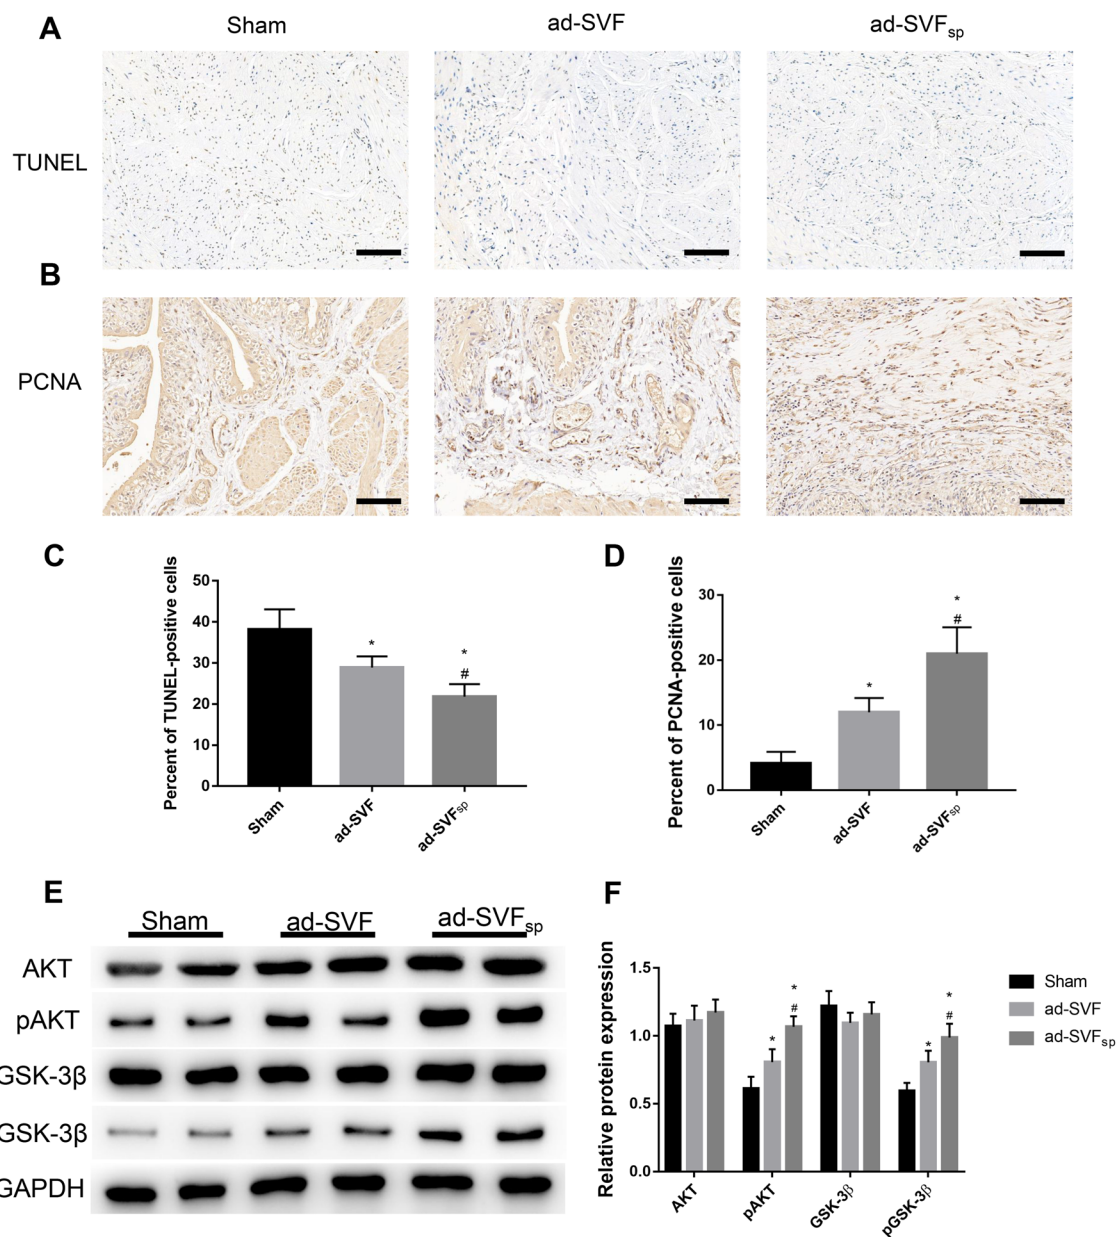 A
Sham
ad-SVF
ad-SVFsp
TUNEL
B
PCNA
C
Percent of TUNEL-positive cells
50
40
30
20
10
0
*
*
#
Sham
ad-SVF
ad-SVFsp
D
Percent of PCNA-positive cells
30
20
10
0
*
*
#
Sham
ad-SVF
ad-SVFsp
E
Sham
ad-SVF
ad-SVFsp
AKT
pAKT
GSK-3β
GSK-3β
GAPDH
F
Relative protein expression
1.5
1.0
0.5
0.0
*
*
#
*
*
#
AKT
pAKT
GSK-3β
pGSK-3β
Sham
ad-SVF
ad-SVFsp